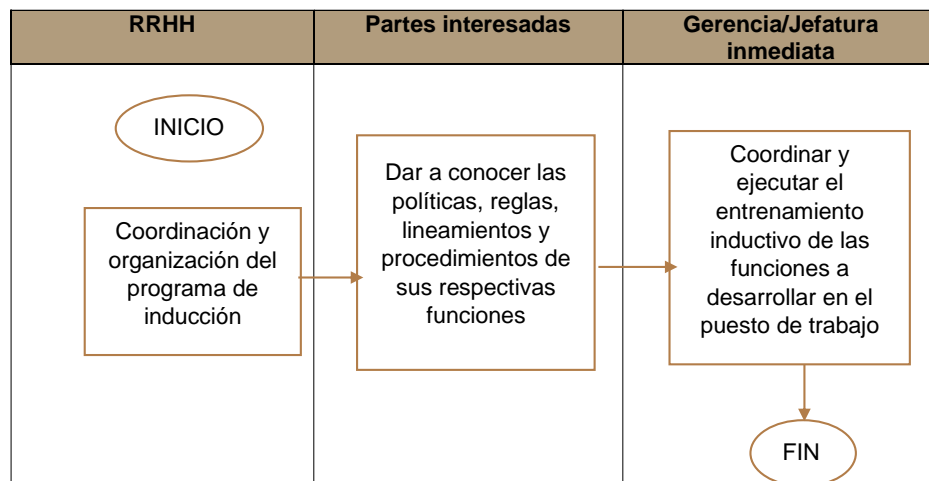 RRHH
Partes interesadas
Gerencia/Jefatura
inmediata
INICIO
Coordinación y
organización del
programa de
inducción
Dar a conocer las
políticas, reglas,
lineamientos y
procedimientos de
sus respectivas
funciones
Coordinar y
ejecutar el
entrenamiento
inductivo de las
funciones a
desarrollar en el
puesto de trabajo
FIN